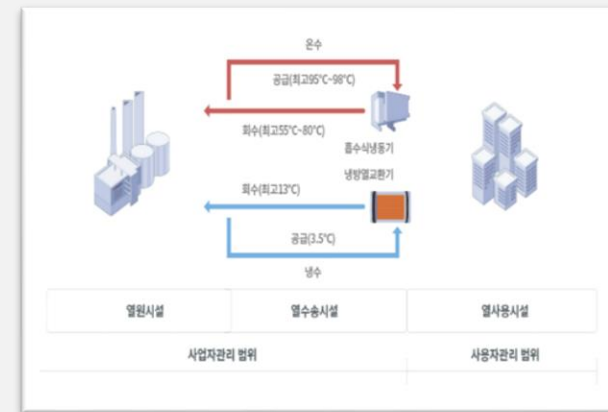 온수
공급(최고95°C~98°C)
회수(최고55°C~80°C)
흡수식냉동기
냉방열교환기
회수(최고13°C)
공급(3.5°C)
냉수
열원시설 열수송시설 열사용시설
사업자관리 범위 사용자관리 범위